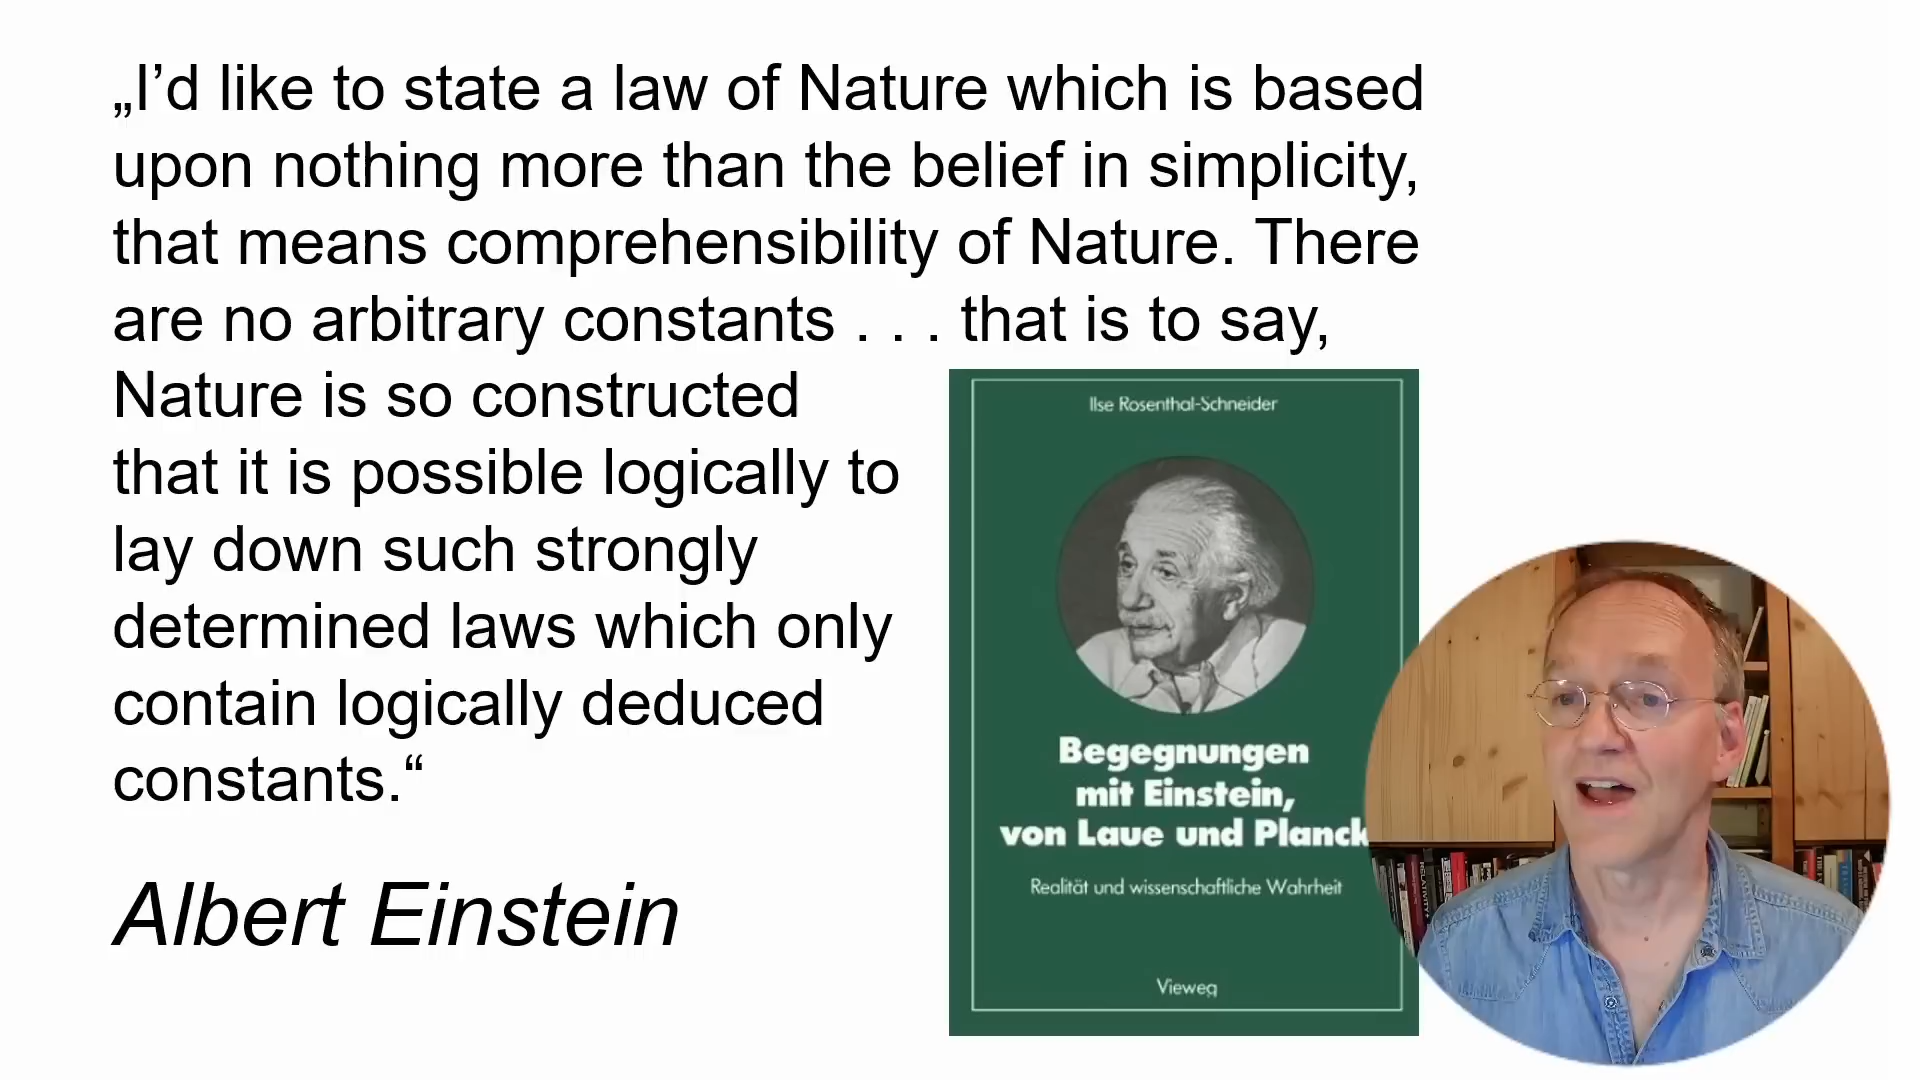 „I’d like to state a law of Nature which is based
upon nothing more than the belief in simplicity,
that means comprehensibility of Nature. There
are no arbitrary constants . . . that is to say,
Nature is so constructed
that it is possible logically to
lay down such strongly
determined laws which only
contain logically deduced
constants.“
Albert Einstein
Ilse Rosenthal-Schneider
Begegnungen
mit Einstein,
von Laue und Planck
Realität und wissenschaftliche Wahrheit
Vieweg
RELATIVITY